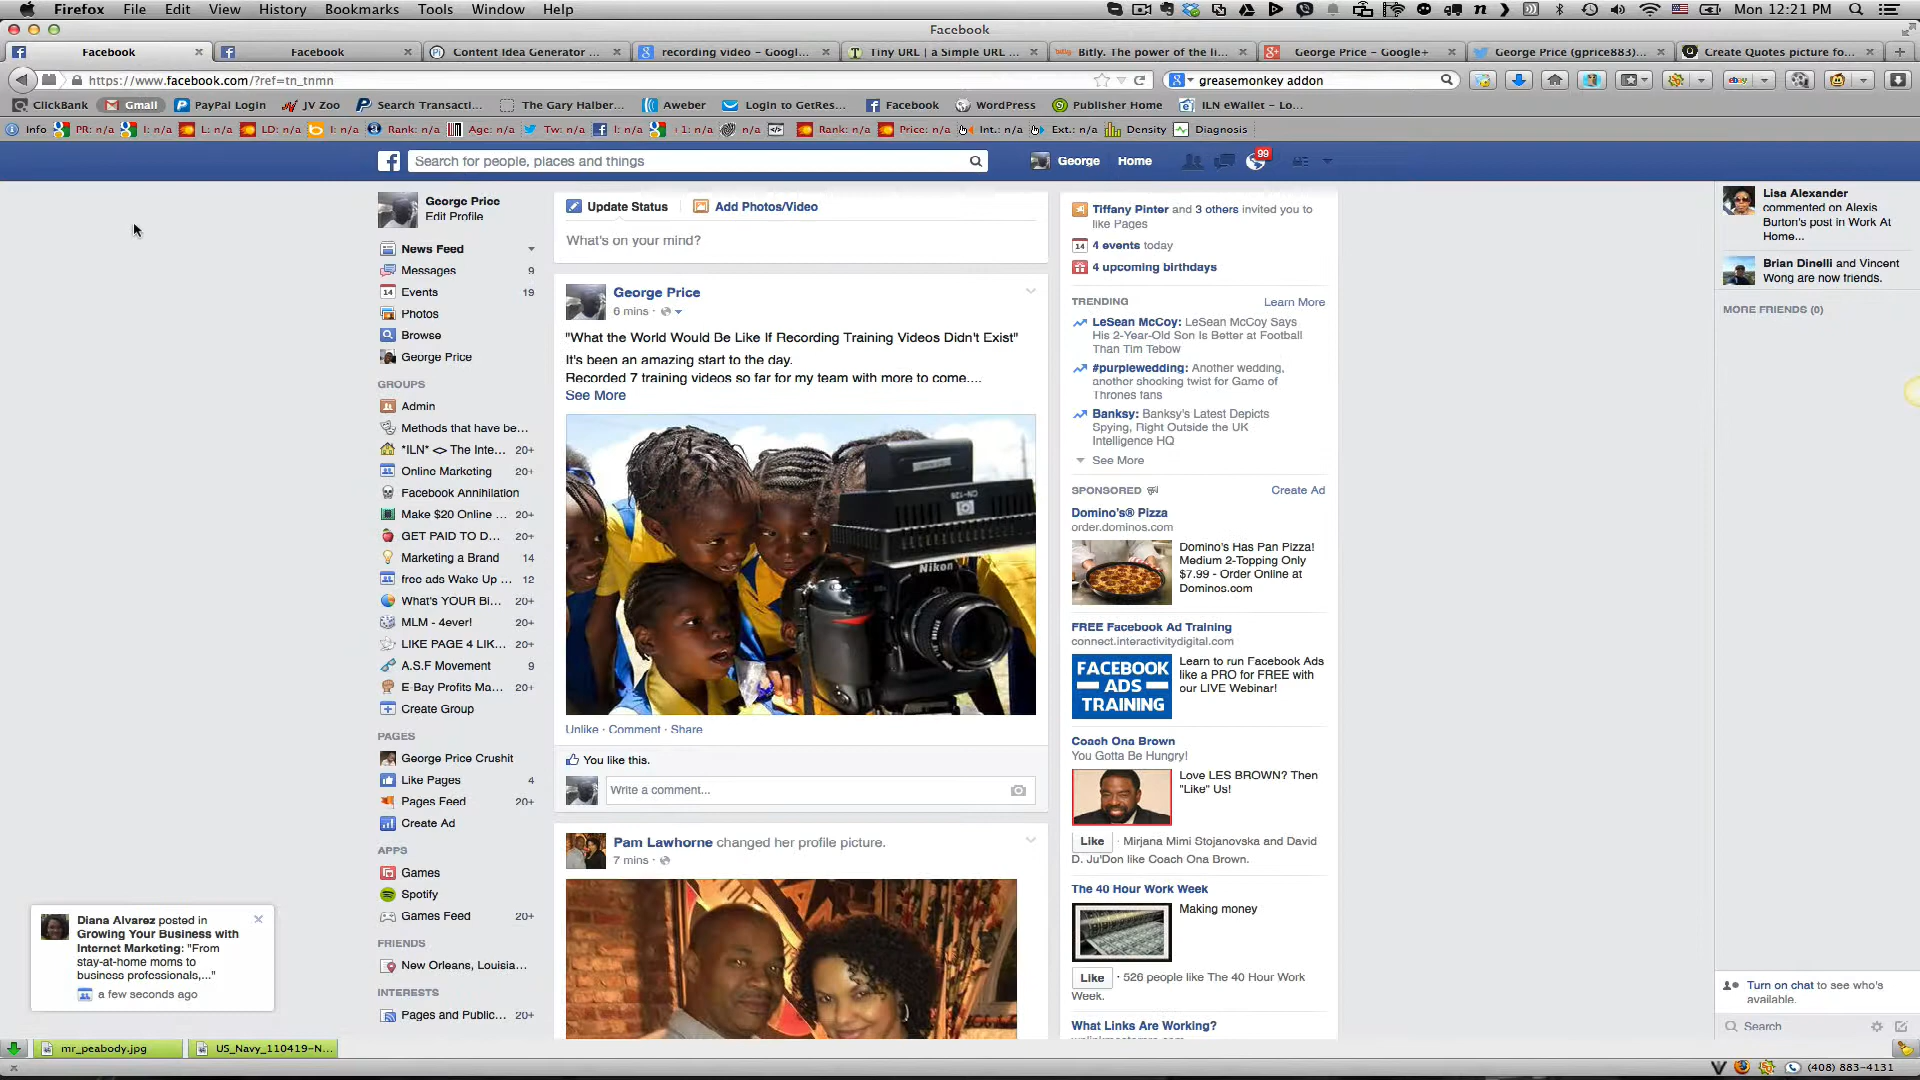 Firefox File Edit View History Bookmarks Tools Window Help
Mon 12:21 PM
Facebook
Facebook
Facebook
Content Idea Generator ...
recording video - Googl...
Tiny URL | a Simple URL ...
Bitly. The power of the li...
George Price - Google+
George Price (gprice883)...
Create Quotes picture fo...
https://www.facebook.com/?ref=tn_tnmn
greasemonkey addon
ClickBank
Gmail
PayPal Login
JV Zoo
Search Transacti...
The Gary Halber...
Aweber
Login to GetRes...
Facebook
WordPress
Publisher Home
ILN eWallet - Lo...
Info PR: n/a I: n/a L: n/a LD: n/a I: n/a Rank: n/a Age: n/a Tw: n/a I: n/a +1: n/a n/a Rank: n/a Price: n/a Int.: n/a Ext.: n/a Density Diagnosis
Search for people, places and things
George Home 99
George Price
Edit Profile
News Feed
Messages 9
Events 19
Photos
Browse
George Price
GROUPS
Admin
Methods that have be...
*ILN* <> The Inte... 20+
Online Marketing 20+
Facebook Annihilation
Make $20 Online ... 20+
GET PAID TO D... 20+
Marketing a Brand 14
free ads Wake Up ... 12
What's YOUR Bi... 20+
MLM - 4ever! 20+
LIKE PAGE 4 LIK... 20+
A.S.F Movement 9
E-Bay Profits Ma... 20+
Create Group
PAGES
George Price Crushit
Like Pages 4
Pages Feed 20+
Create Ad
APPS
Games
Spotify
Games Feed 20+
FRIENDS
New Orleans, Louisia...
INTERESTS
Pages and Public... 20+
Update Status Add Photos/Video
What's on your mind?
George Price
6 mins ·
"What the World Would Be Like If Recording Training Videos Didn't Exist"
It's been an amazing start to the day.
Recorded 7 training videos so far for my team with more to come....
See More
CN-126
Nikon
Unlike · Comment · Share
You like this.
Write a comment...
Pam Lawhorne changed her profile picture.
7 mins ·
Tiffany Pinter and 3 others invited you to
like Pages
14 4 events today
4 upcoming birthdays
TRENDING Learn More
LeSean McCoy: LeSean McCoy Says
His 2-Year-Old Son Is Better at Football
Than Tim Tebow
#purplewedding: Another wedding,
another shocking twist for Game of
Thrones fans
Banksy: Banksy's Latest Depicts
Spying, Right Outside the UK
Intelligence HQ
See More
SPONSORED Create Ad
Domino's® Pizza
order.dominos.com
Domino's Has Pan Pizza!
Medium 2-Topping Only
$7.99 - Order Online at
Dominos.com
FREE Facebook Ad Training
connect.interactivitydigital.com
FACEBOOK
ADS
TRAINING
Learn to run Facebook Ads
like a PRO for FREE with
our LIVE Webinar!
Coach Ona Brown
You Gotta Be Hungry!
Love LES BROWN? Then
"Like" Us!
Like · Mirjana Mimi Stojanovska and David
D. Ju'Don like Coach Ona Brown.
The 40 Hour Work Week
Making money
Like · 526 people like The 40 Hour Work
Week.
What Links Are Working?
Lisa Alexander
commented on Alexis
Burton's post in Work At
Home...
Brian Dinelli and Vincent
Wong are now friends.
MORE FRIENDS (0)
Turn on chat to see who's
available.
Search
Diana Alvarez posted in
Growing Your Business with
Internet Marketing: "From
stay-at-home moms to
business professionals,..."
a few seconds ago
mr_peabody.jpg
US_Navy_110419-N...
(408) 883-4131